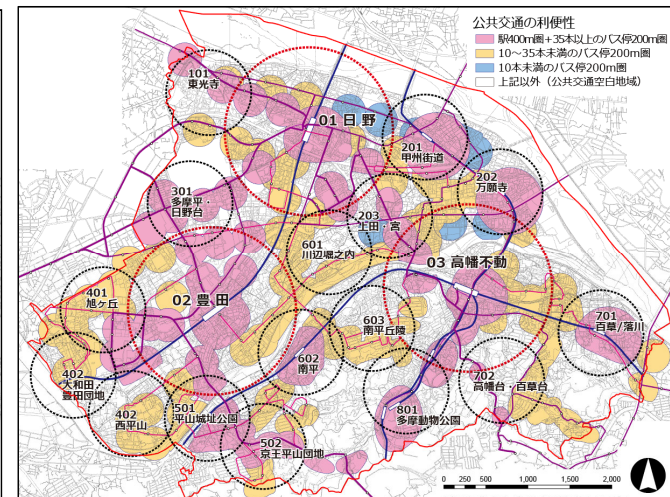 公共交通の利便性
駅400m圏+35本以上のバス停200m圏
10～35本未満のバス停200m圏
10本未満のバス停200m圏
上記以外（公共交通空白地域）
101
東光寺
01 日野
201
甲州街道
202
万願寺
301
多摩平・
日野台
203
上田・宮
601
川辺堀之内
03 高幡不動
401
旭ヶ丘
02 豊田
603
南平丘陵
701
百草/落川
402
大和田・
豊田団地
602
南平
702
高幡台・百草台
402
西平山
501
平山城址公園
801
多摩動物公園
502
京王平山団地
0 250 500 1,000 1,500 2,000